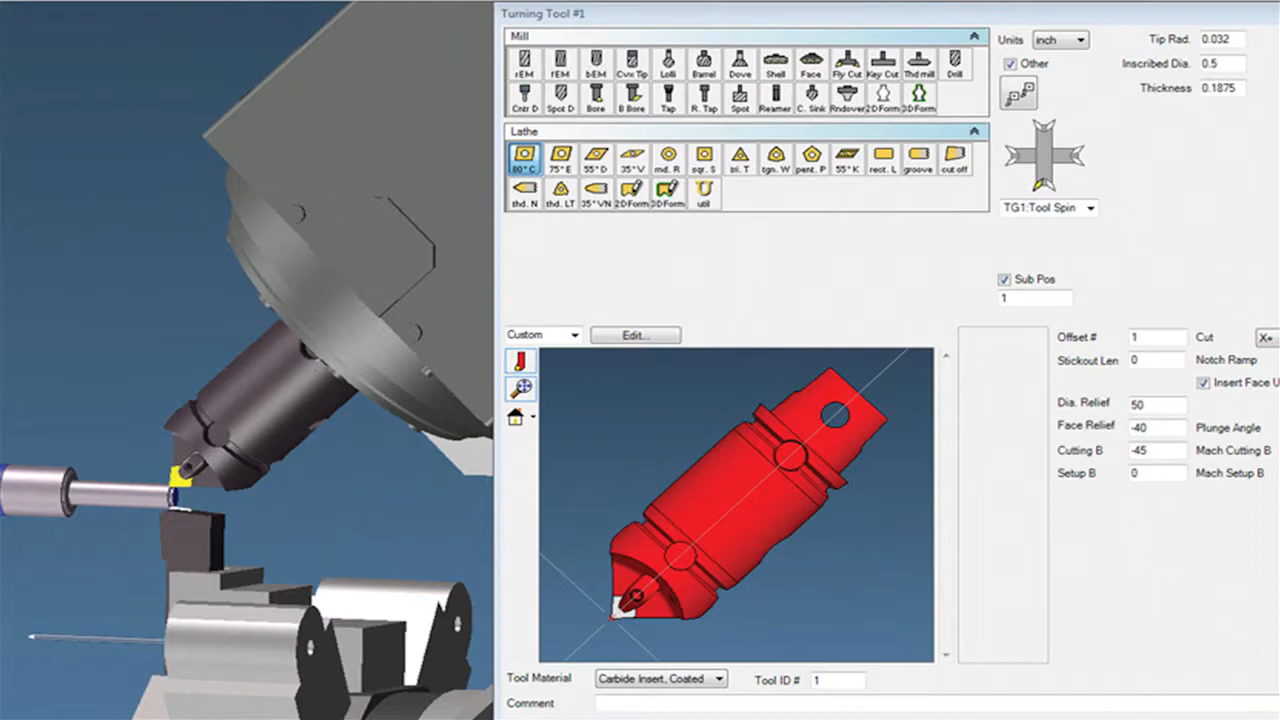 Turning Tool #1
Mill
rEM fEM bEM Cvx Tip Lolli Barrel Dove Shell Face Fly Cut Key Cut Thd mill Drill
Cntr D Spot D Bore B Bore Tap R. Tap Spot Reamer C. Sink Rndover 2D Form 3D Form
Lathe
80° C 75° E 55° D 35° V rnd. R sqr. S tri. T tgn. W pent. P 55° K rect. L groove cut off
thd. N thd. LT 35° VN 2D Form 3D Form util
Units inch
Other
Tip Rad. 0.032
Inscribed Dia. 0.5
Thickness 0.1875
TG1:Tool Spin
Sub Pos
1
Custom Edit...
Offset # 1 Cut X+
Stickout Len 0 Notch Ramp
Insert Face U
Dia. Relief 50
Face Relief -40 Plunge Angle
Cutting B -45 Mach Cutting B
Setup B 0 Mach Setup B
Tool Material Carbide Insert, Coated Tool ID # 1
Comment